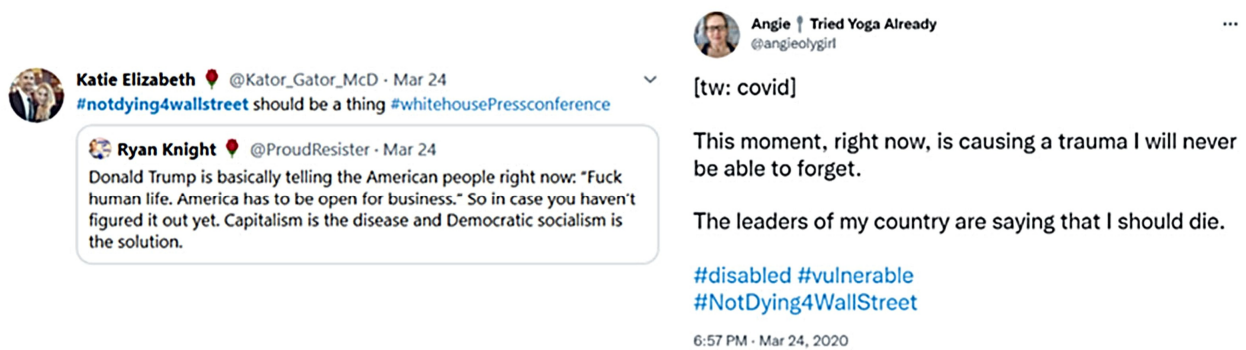 Katie Elizabeth 🌹 @Kator_Gator_McD · Mar 24
#notdying4wallstreet should be a thing #whitehousePressconference
Ryan Knight 🌹 @ProudResister · Mar 24
Donald Trump is basically telling the American people right now: "Fuck
human life. America has to be open for business." So in case you haven't
figured it out yet. Capitalism is the disease and Democratic socialism is
the solution.
Angie Tried Yoga Already
@angieolygirl
[tw: covid]
This moment, right now, is causing a trauma I will never
be able to forget.
The leaders of my country are saying that I should die.
#disabled #vulnerable
#NotDying4WallStreet
6:57 PM · Mar 24, 2020